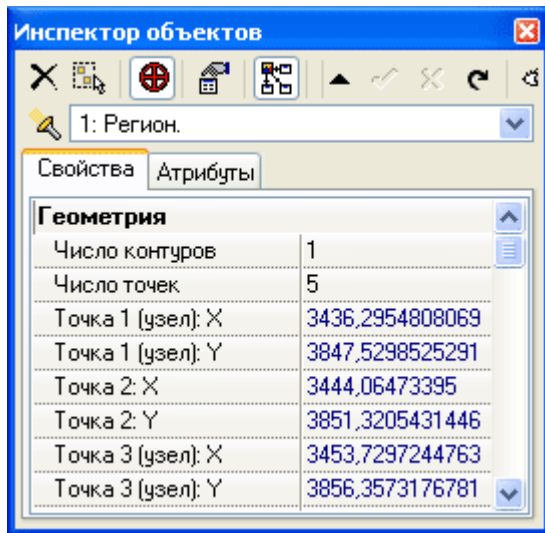 Инспектор объектов
1: Регион.
Свойства Атрибуты
Геометрия
Число контуров 1
Число точек 5
Точка 1 (узел): X 3436,2954808069
Точка 1 (узел): Y 3847,5298525291
Точка 2: X 3444,06473395
Точка 2: Y 3851,3205431446
Точка 3 (узел): X 3453,7297244763
Точка 3 (узел): Y 3856,3573176781